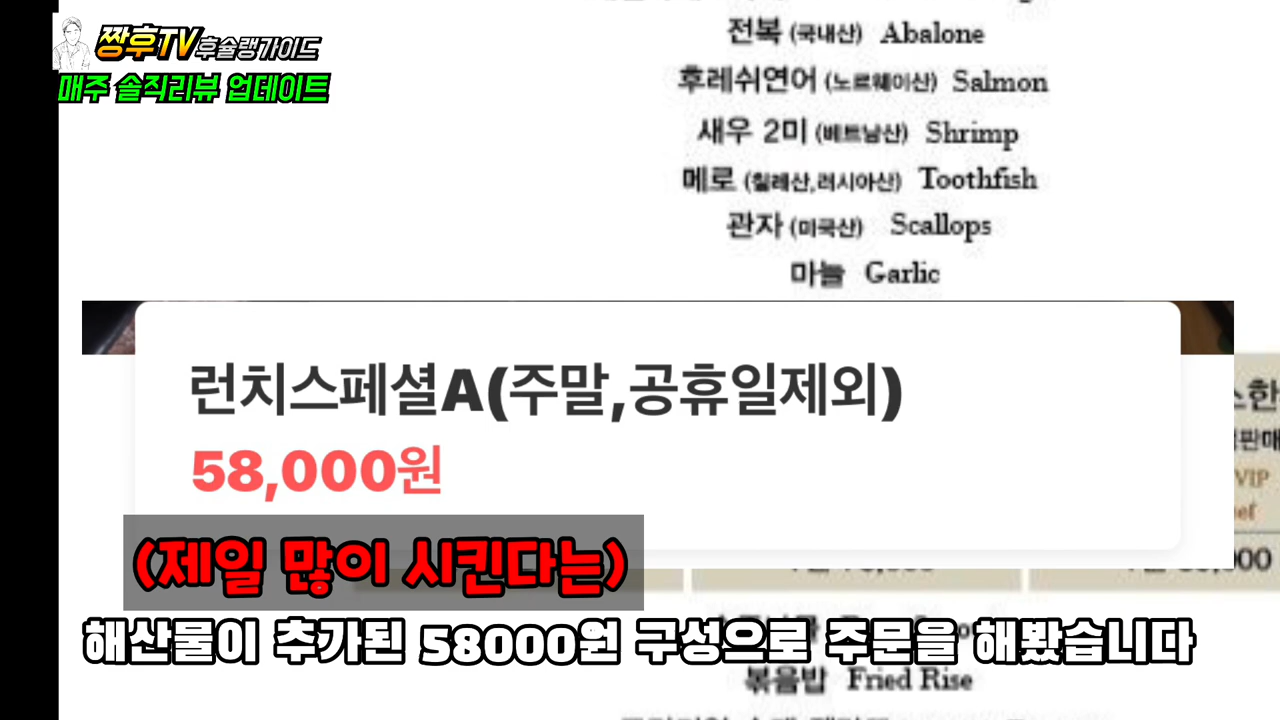 짱후TV후슐랭가이드
매주 솔직리뷰 업데이트
전복 (국내산) Abalone
후레쉬연어 (노르웨이산) Salmon
새우 2미 (베트남산) Shrimp
메로 (칠레산,러시아산) Toothfish
관자 (미국산) Scallops
마늘 Garlic
런치스페셜A(주말,공휴일제외)
58,000원
VIP
(제일 많이 시킨다는)
해산물이 추가된 58000원 구성으로 주문을 해봤습니다
볶음밥 Fried Rise